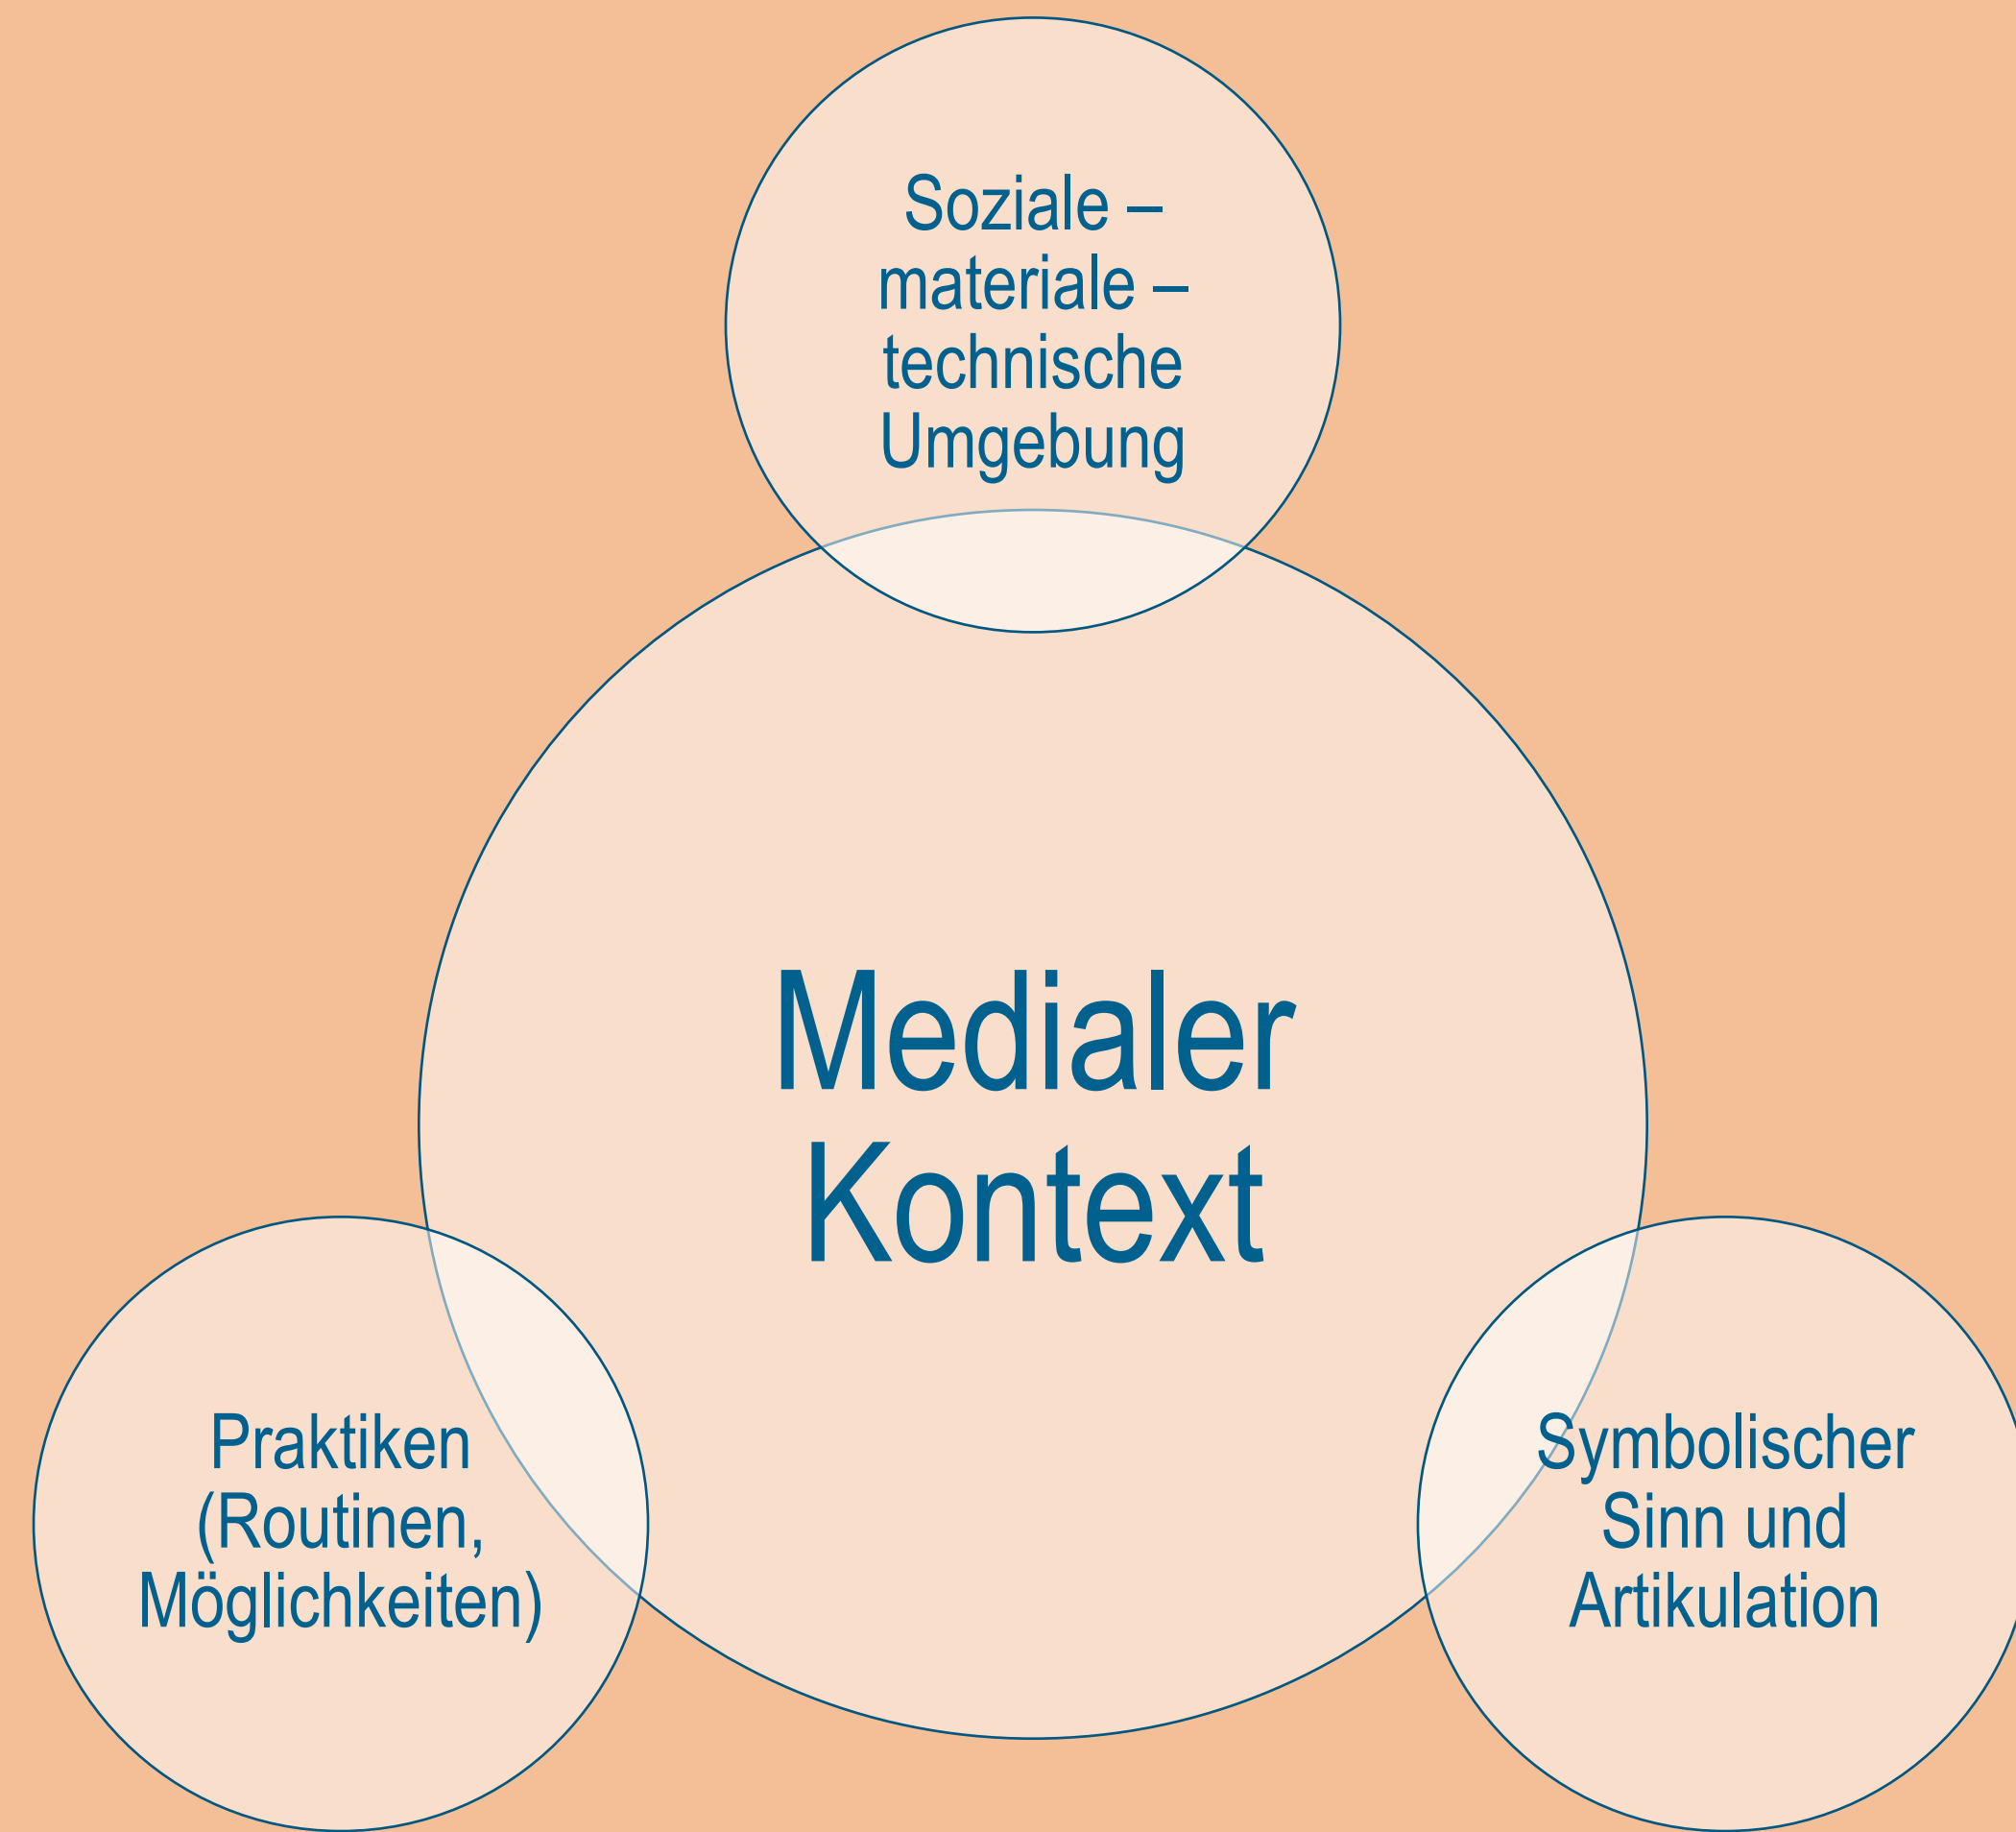 Soziale –
materiale –
technische
Umgebung
Medialer
Kontext
Praktiken
(Routinen,
Möglichkeiten)
Symbolischer
Sinn und
Artikulation